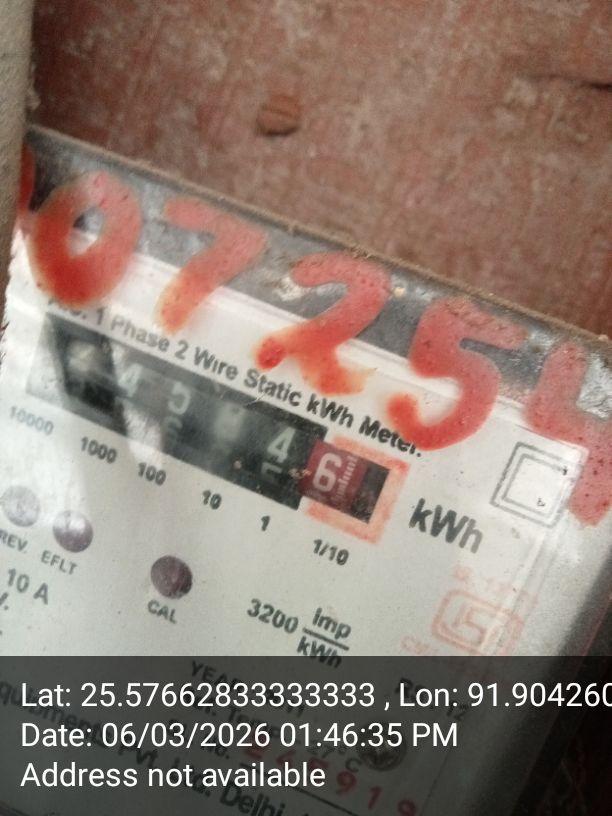 07254
A.C. 1 Phase 2 Wire Static kWh Meter.
4 5 4 6
kWh
10000 1000 100 10 1 1/10
REV. EFLT
CAL
10 A
3200 imp/kWh
Lat: 25.57662833333333 , Lon: 91.904260
Date: 06/03/2026 01:46:35 PM
Address not available
Delhi